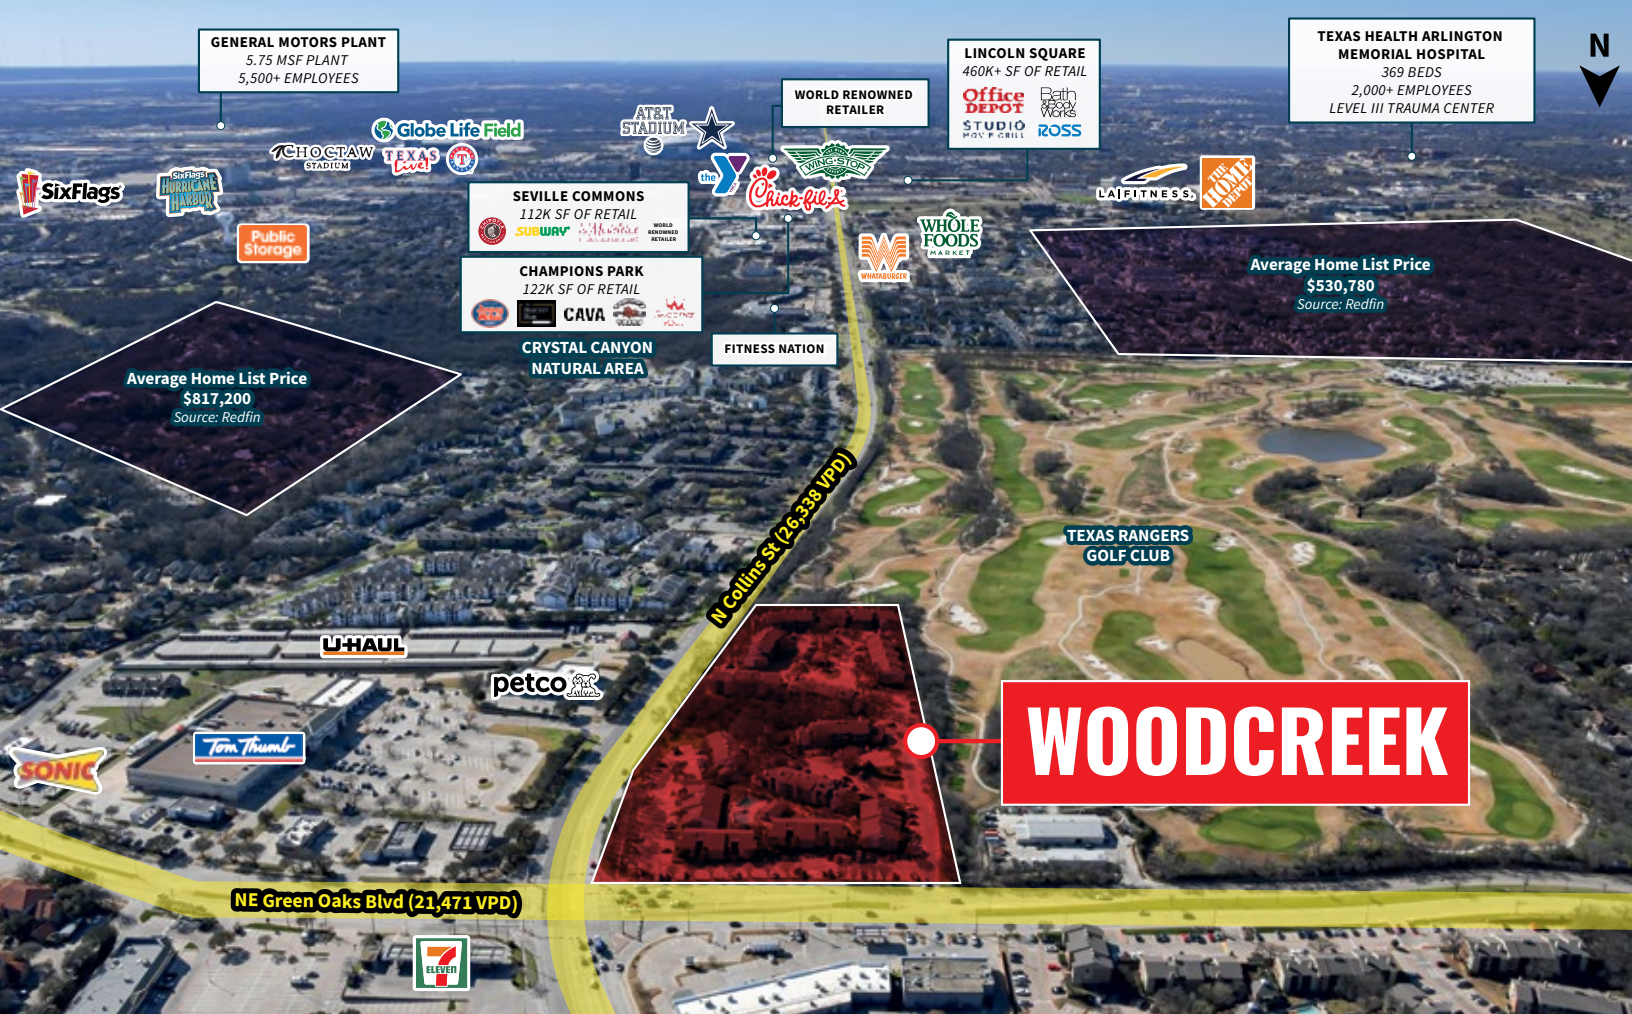 GENERAL MOTORS PLANT
5.75 MSF PLANT
5,500+ EMPLOYEES
WORLD RENOWNED
RETAILER
LINCOLN SQUARE
460K+ SF OF RETAIL
Office
DEPOT
Bath
&Body
Works
STUDIO
MOVIE GRILL
ROSS
TEXAS HEALTH ARLINGTON
MEMORIAL HOSPITAL
369 BEDS
2,000+ EMPLOYEES
LEVEL III TRAUMA CENTER
N
Globe Life Field
CHOCTAW
STADIUM
TEXAS
Live!
T
AT&T
STADIUM
WING·STOP
the Y
Chick-fil-A
SixFlags
SixFlags
HURRICANE
HARBOR
Public
Storage
SEVILLE COMMONS
112K SF OF RETAIL
CHIPOTLE
SUBWAY
WORLD
RENOWNED
RETAILER
CHAMPIONS PARK
122K SF OF RETAIL
CAVA
FITNESS NATION
W
WHATABURGER
WHOLE
FOODS
MARKET
LA|FITNESS.
THE
HOME
DEPOT
Average Home List Price
$530,780
Source: Redfin
CRYSTAL CANYON
NATURAL AREA
Average Home List Price
$817,200
Source: Redfin
N Collins St (26,338 VPD)
TEXAS RANGERS
GOLF CLUB
U-HAUL
petco
WOODCREEK
Tom Thumb
SONIC
NE Green Oaks Blvd (21,471 VPD)
7
ELEVEN